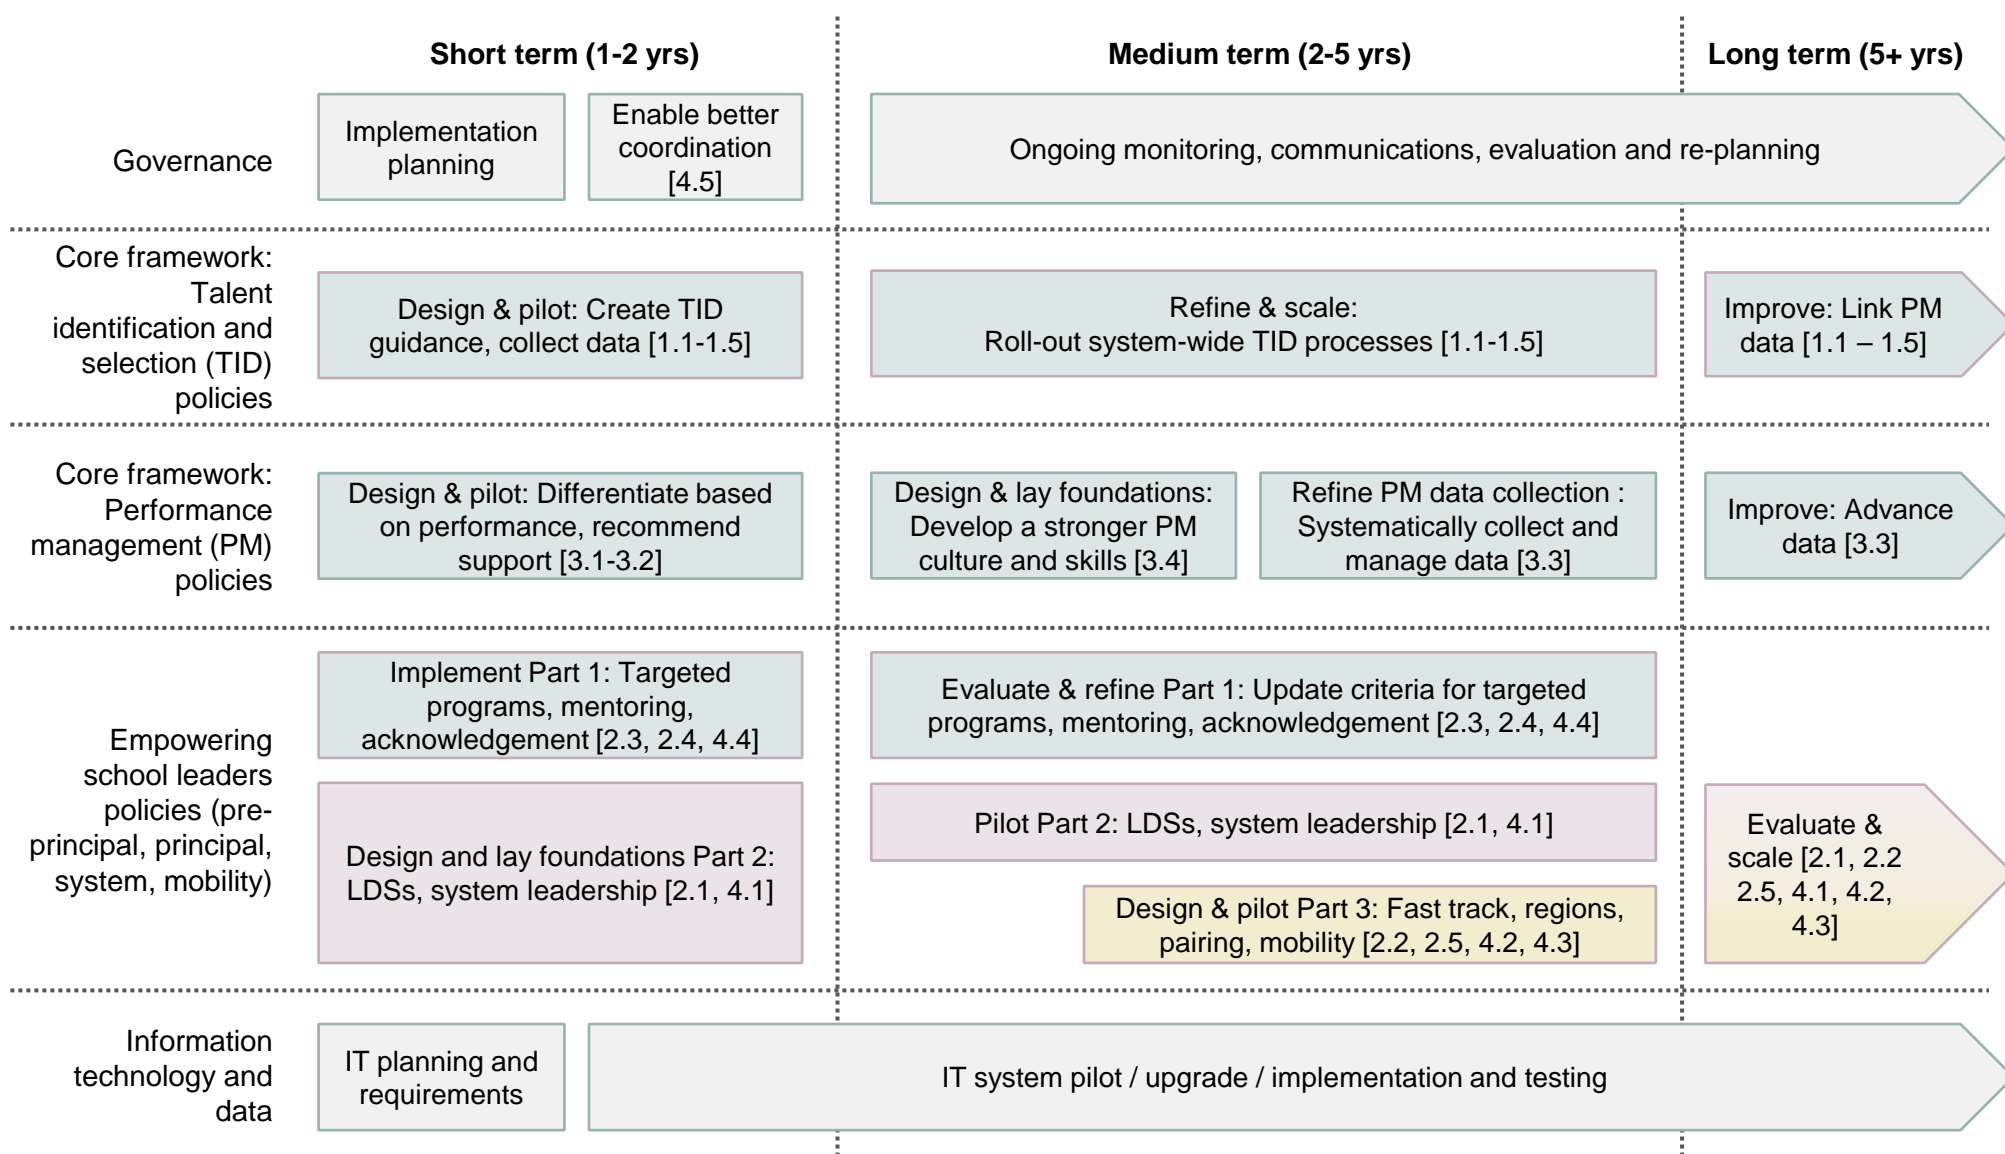 Short term (1-2 yrs)
Medium term (2-5 yrs)
Long term (5+ yrs)
Governance
Implementation
planning
Enable better
coordination
[4.5]
Ongoing monitoring, communications, evaluation and re-planning
Core framework:
Talent
identification and
selection (TID)
policies
Design & pilot: Create TID
guidance, collect data [1.1-1.5]
Refine & scale:
Roll-out system-wide TID processes [1.1-1.5]
Improve: Link PM
data [1.1 – 1.5]
Core framework:
Performance
management (PM)
policies
Design & pilot: Differentiate based
on performance, recommend
support [3.1-3.2]
Design & lay foundations:
Develop a stronger PM
culture and skills [3.4]
Refine PM data collection :
Systematically collect and
manage data [3.3]
Improve: Advance
data [3.3]
Empowering
school leaders
policies (pre-
principal, principal,
system, mobility)
Implement Part 1: Targeted
programs, mentoring,
acknowledgement [2.3, 2.4, 4.4]
Evaluate & refine Part 1: Update criteria for targeted
programs, mentoring, acknowledgement [2.3, 2.4, 4.4]
Design and lay foundations Part 2:
LDSs, system leadership [2.1, 4.1]
Pilot Part 2: LDSs, system leadership [2.1, 4.1]
Design & pilot Part 3: Fast track, regions,
pairing, mobility [2.2, 2.5, 4.2, 4.3]
Evaluate &
scale [2.1, 2.2
2.5, 4.1, 4.2,
4.3]
Information
technology and
data
IT planning and
requirements
IT system pilot / upgrade / implementation and testing